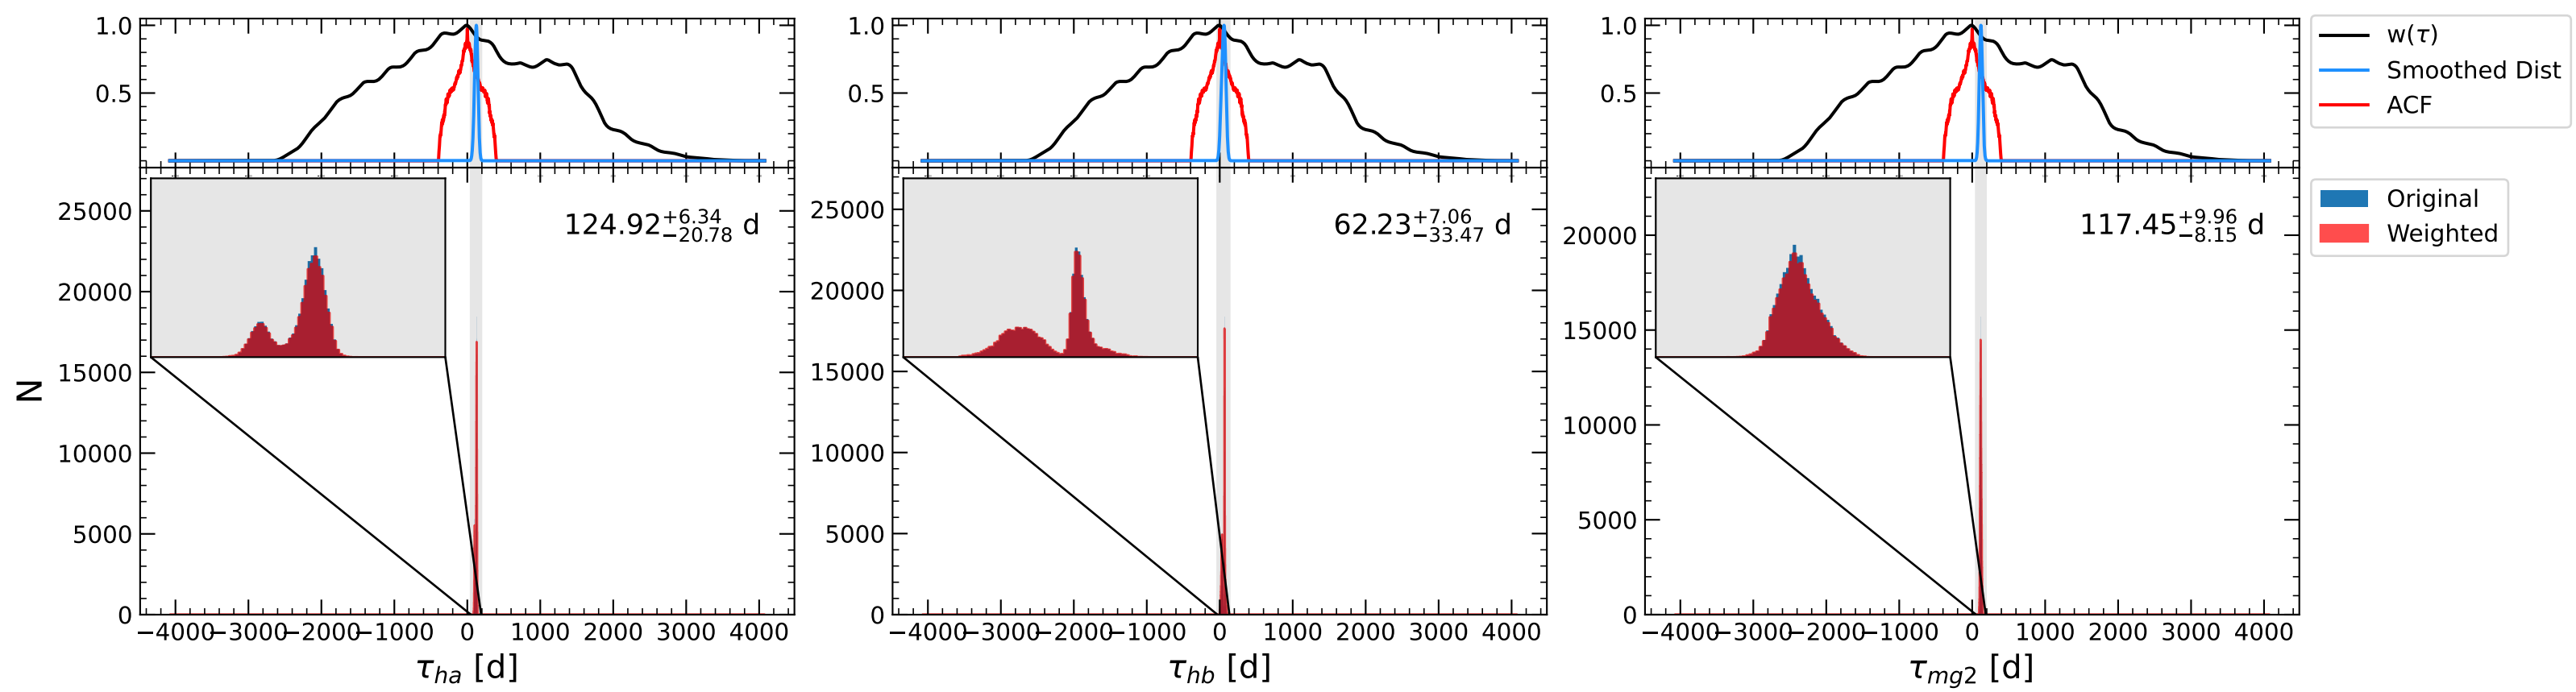 1.0
0.5
1.0
0.5
1.0
0.5
w(τ)
Smoothed Dist
ACF
Original
Weighted
N
25000
20000
15000
10000
5000
0
124.92 +6.34 −20.78 d
−4000 −3000 −2000 −1000 0 1000 2000 3000 4000
τha [d]
25000
20000
15000
10000
5000
0
62.23 +7.06 −33.47 d
−4000 −3000 −2000 −1000 0 1000 2000 3000 4000
τhb [d]
20000
15000
10000
5000
0
117.45 +9.96 −8.15 d
−4000 −3000 −2000 −1000 0 1000 2000 3000 4000
τmg2 [d]